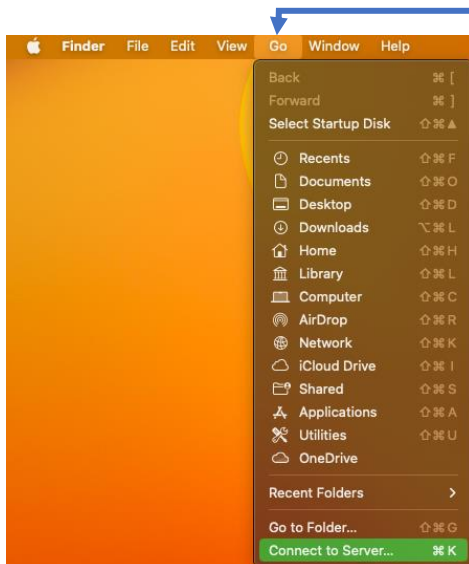 Finder File Edit View Go Window Help
Back ⌘ [
Forward ⌘ ]
Select Startup Disk ⇧⌘▲
Recents ⇧⌘F
Documents ⇧⌘O
Desktop ⇧⌘D
Downloads ⌥⌘L
Home ⇧⌘H
Library ⇧⌘L
Computer ⇧⌘C
AirDrop ⇧⌘R
Network ⇧⌘K
iCloud Drive ⇧⌘I
Shared ⇧⌘S
Applications ⇧⌘A
Utilities ⇧⌘U
OneDrive
Recent Folders >
Go to Folder... ⇧⌘G
Connect to Server... ⌘K